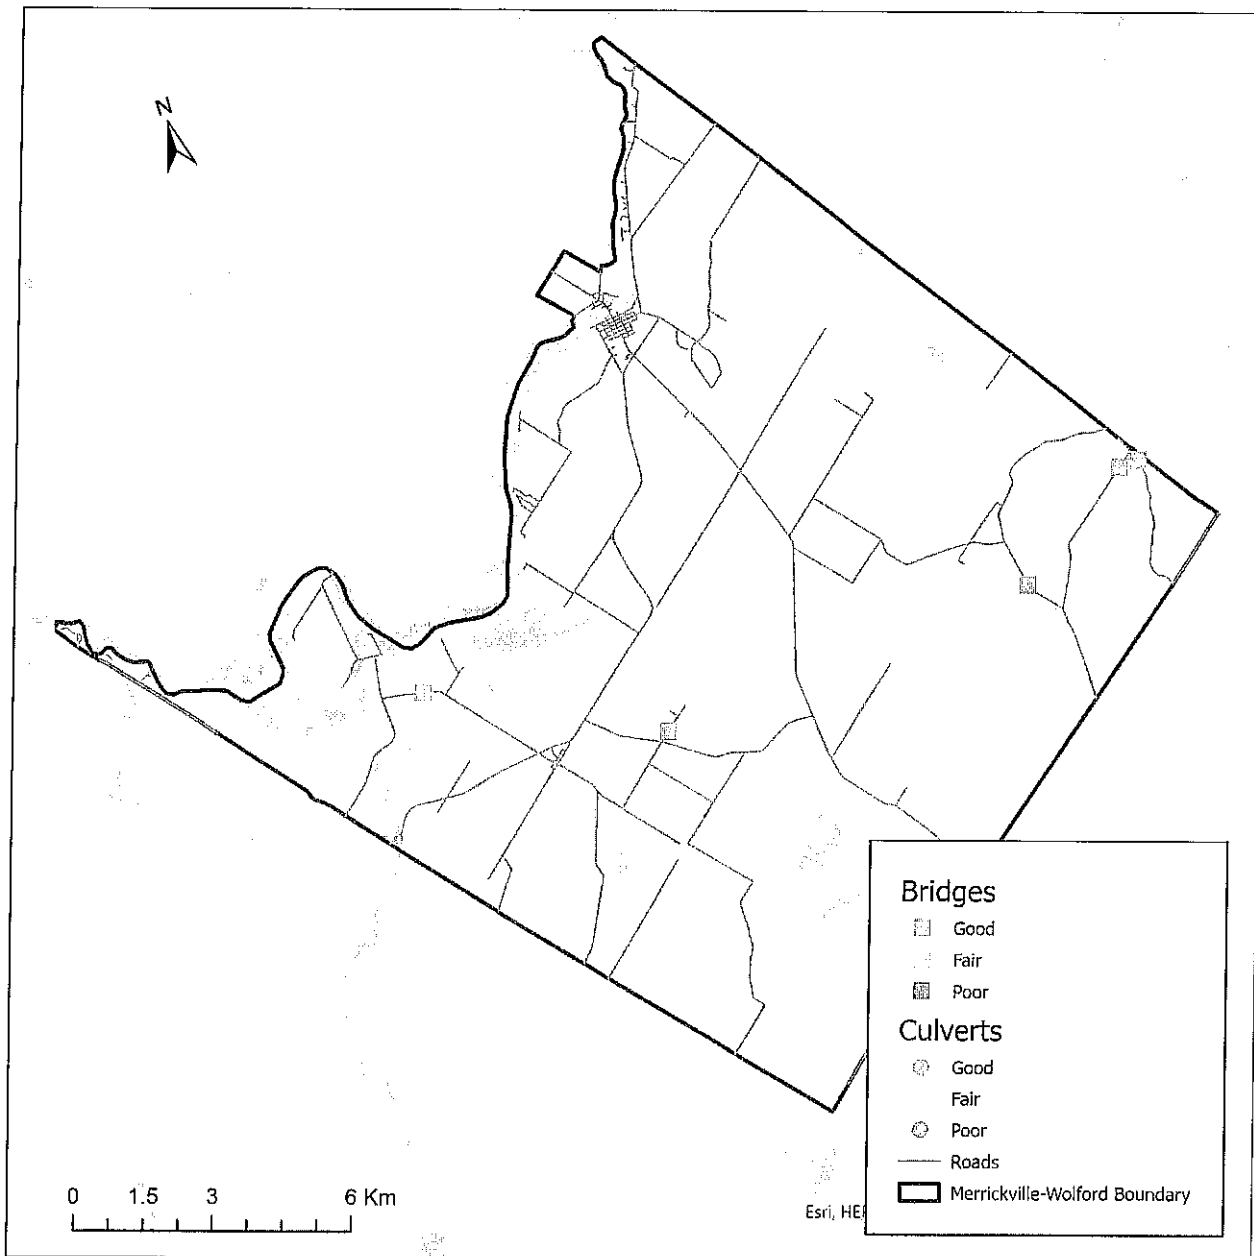 N
Bridges
Good
Fair
Poor
Culverts
Good
Fair
Poor
Roads
Merrickville-Wolford Boundary
0 1.5 3 6 Km
Esri, HE